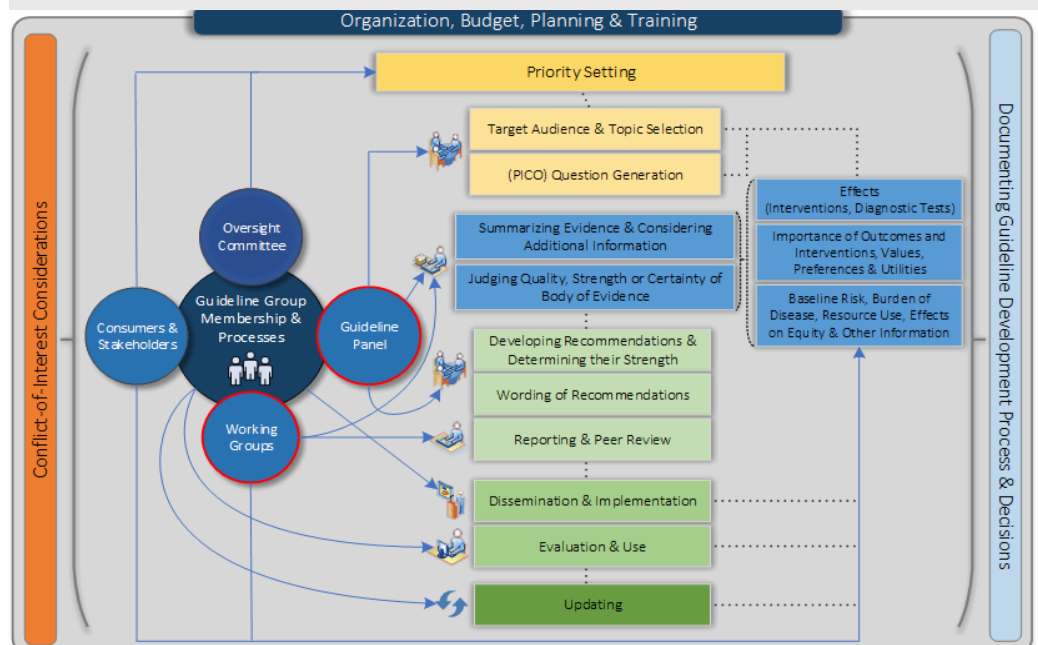 Organization, Budget, Planning & Training
Conflict-of-Interest Considerations
Priority Setting
Target Audience & Topic Selection
(PICO) Question Generation
Oversight
Committee
Guideline Group
Membership &
Processes
Consumers &
Stakeholders
Guideline
Panel
Working
Groups
Summarizing Evidence & Considering
Additional Information
Judging Quality, Strength or Certainty of
Body of Evidence
Effects
(Interventions, Diagnostic Tests)
Importance of Outcomes and
Interventions, Values,
Preferences & Utilities
Baseline Risk, Burden of
Disease, Resource Use, Effects
on Equity & Other Information
Developing Recommendations &
Determining their Strength
Wording of Recommendations
Reporting & Peer Review
Dissemination & Implementation
Evaluation & Use
Updating
Documenting Guideline Development Process & Decisions